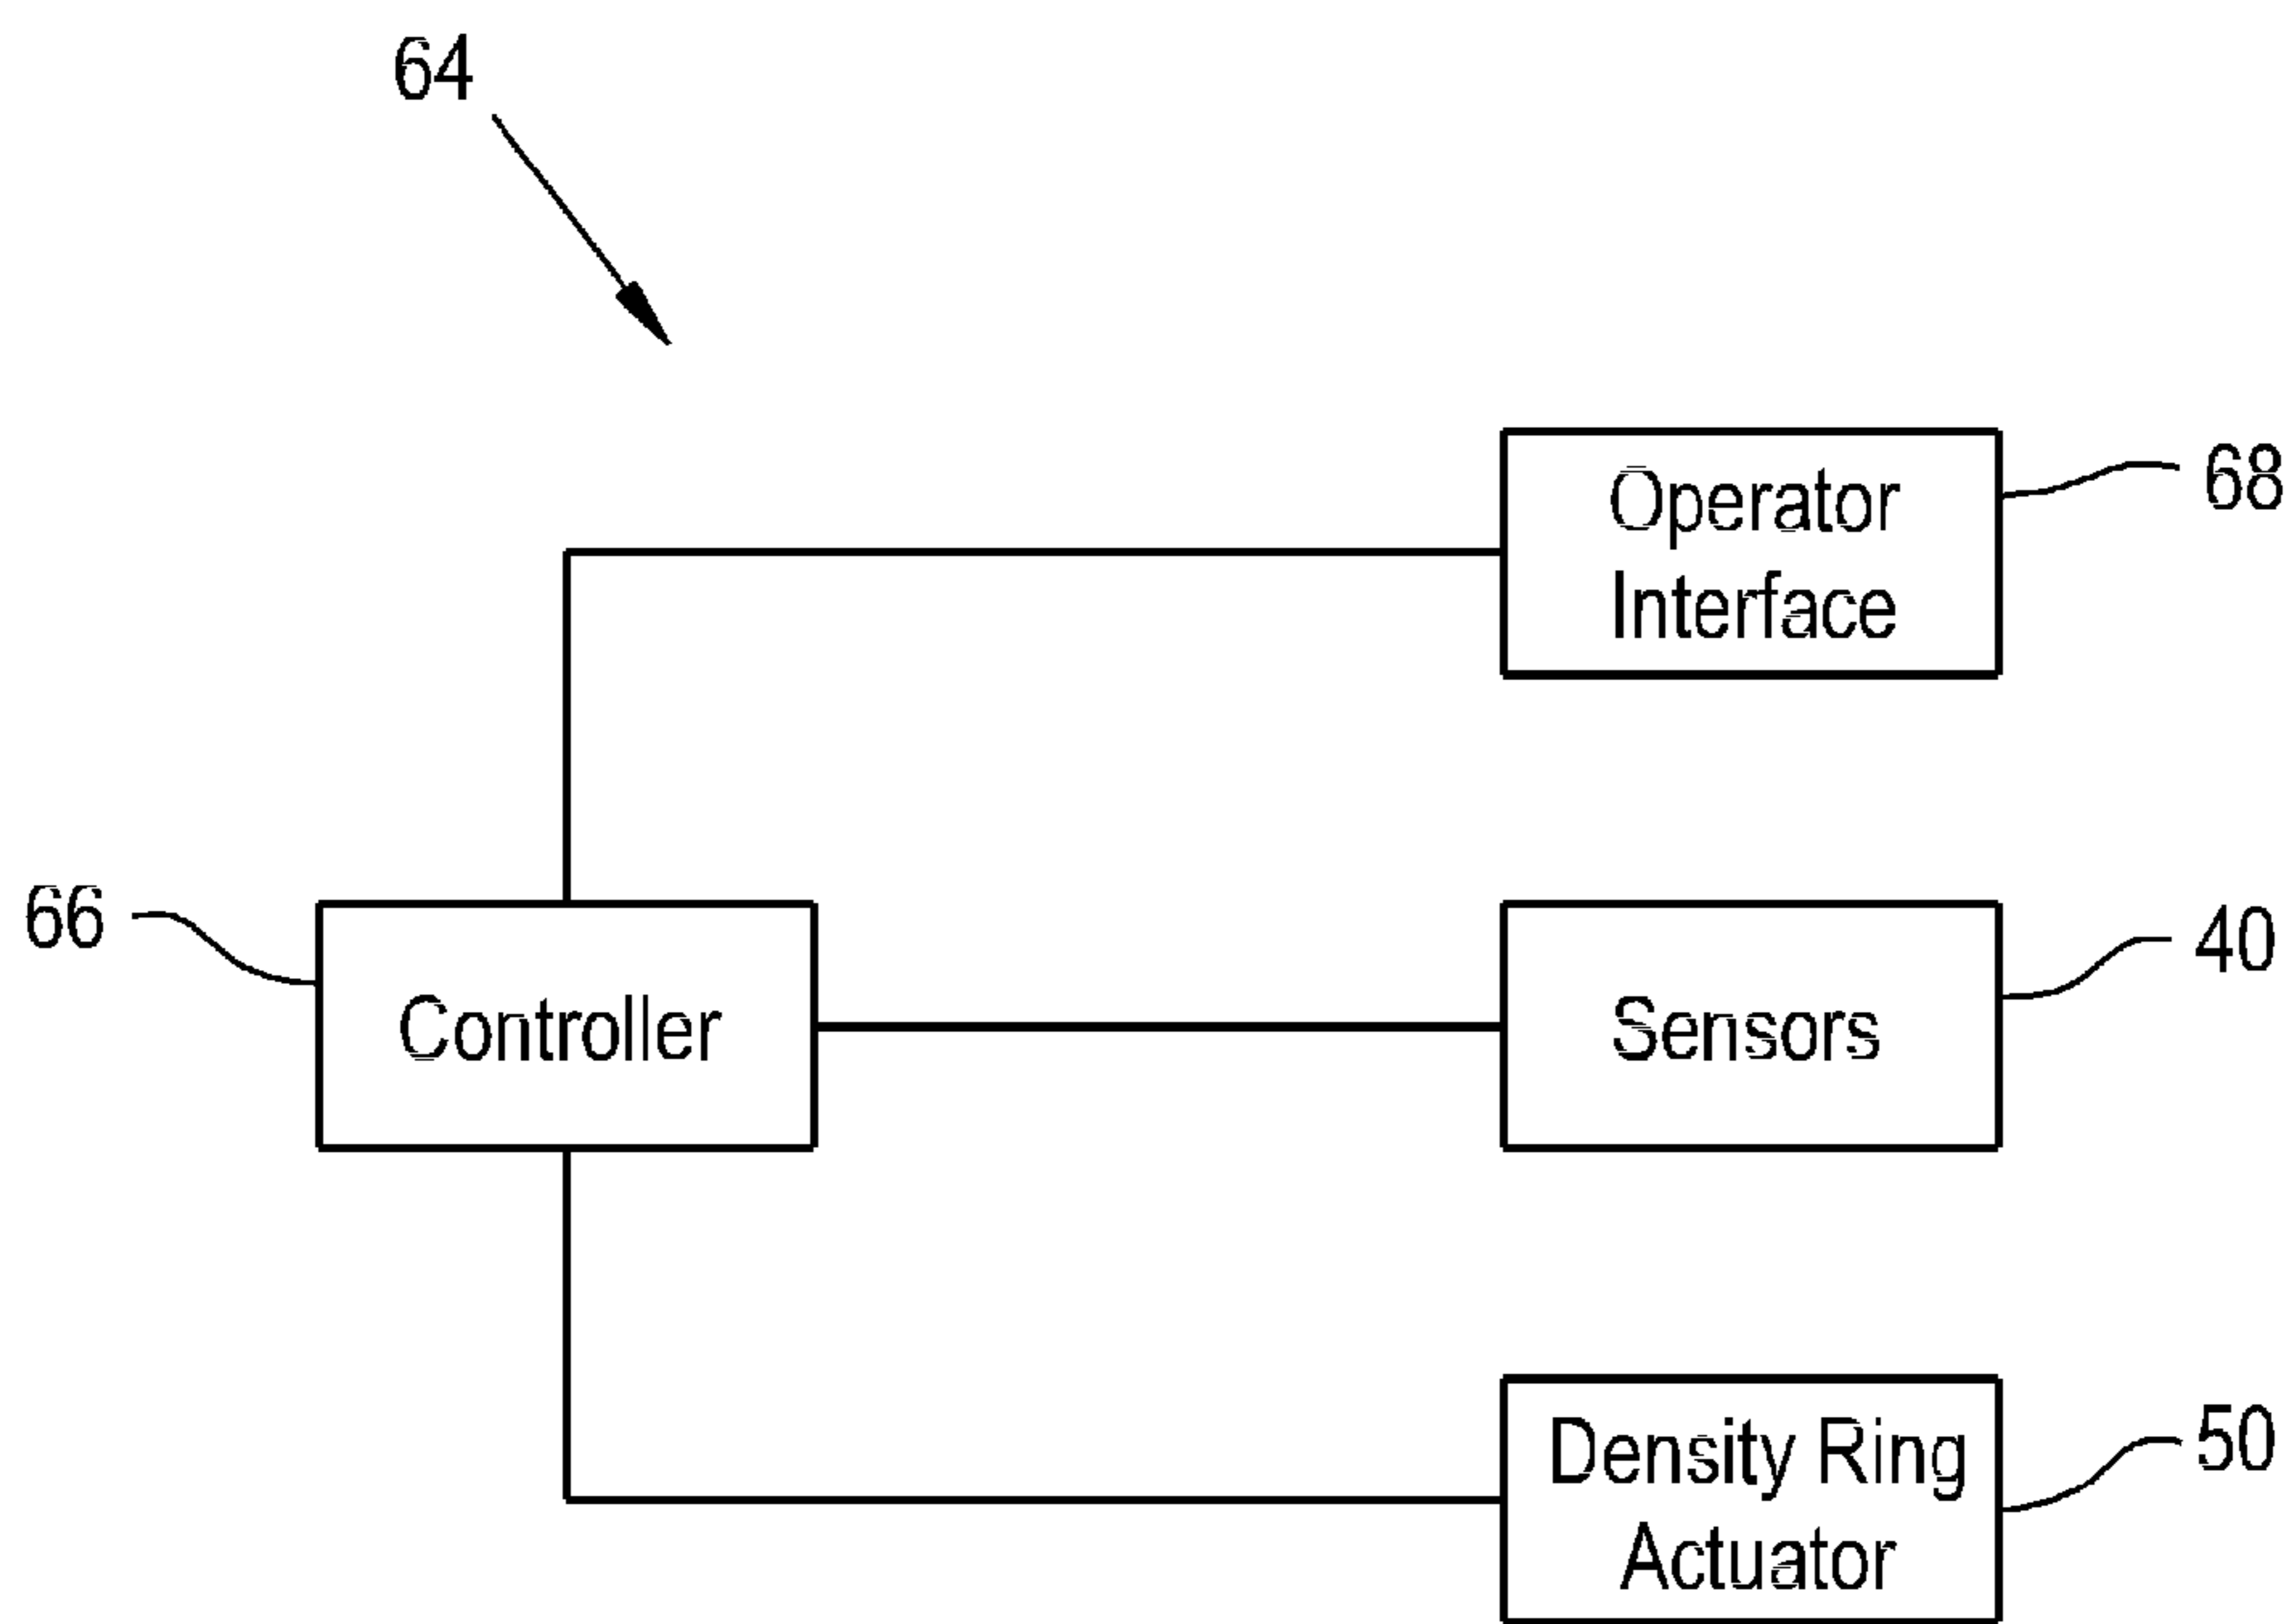 64
Operator
Interface
68
66
Controller
Sensors
40
Density Ring
Actuator
50